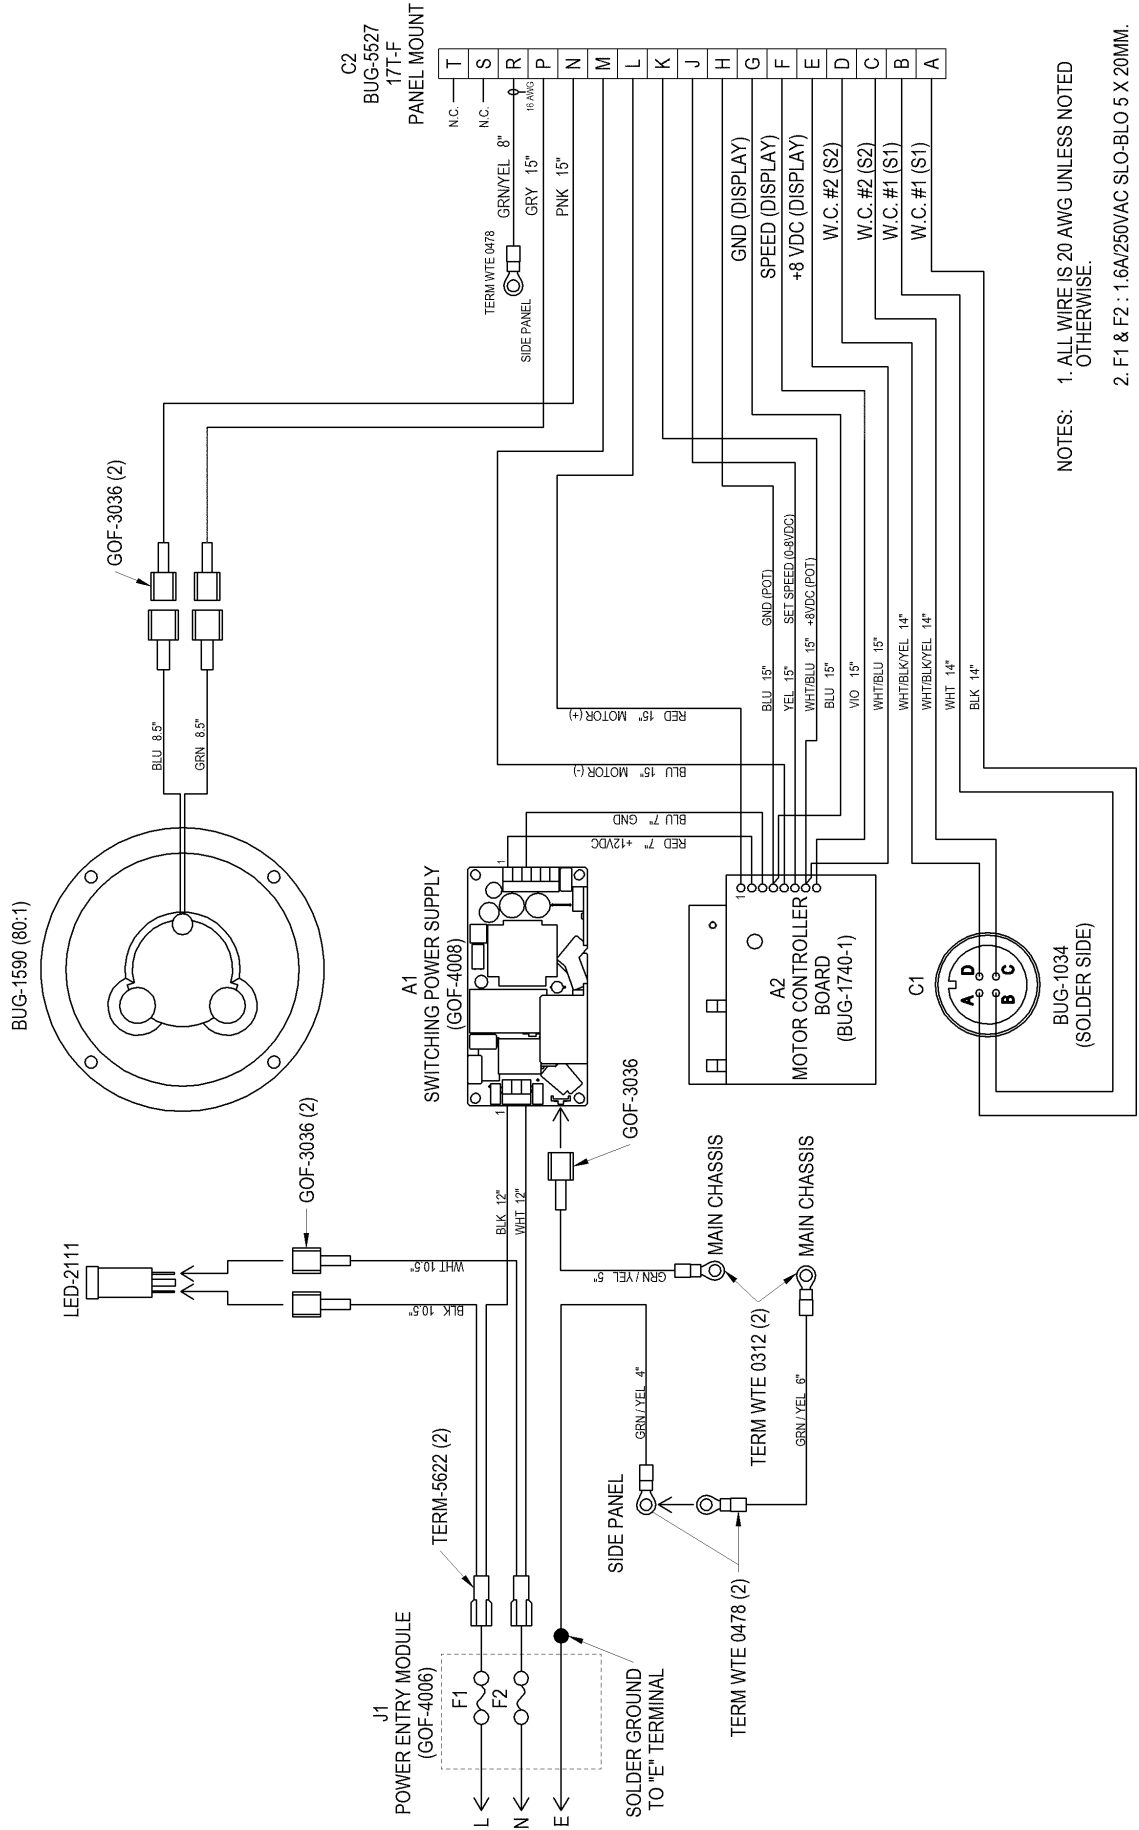 J1
POWER ENTRY MODULE
(GOF-4006)
F1
F2
L
N
E
SOLDER GROUND
TO "E" TERMINAL
TERM-5622 (2)
LED-2111
GOF-3036 (2)
BLK 10.5"
WHT 10.5"
BLK 12"
WHT 12"
SIDE PANEL
GRN / YEL 4"
TERM WTE 0478 (2)
GRN / YEL 5"
MAIN CHASSIS
TERM WTE 0312 (2)
GRN / YEL 6"
MAIN CHASSIS
GOF-3036
BUG-1590 (80:1)
BLU 8.5"
GRN 8.5"
GOF-3036 (2)
A1
SWITCHING POWER SUPPLY
(GOF-4008)
1
1
RED 7" +12VDC
BLU 7" GND
BLU 15" MOTOR (-)
RED 15" MOTOR (+)
A2
MOTOR CONTROLLER
BOARD
(BUG-1740-1)
1
BLU 15" GND (POT)
YEL 15" SET SPEED (0-8VDC)
WHT/BLU 15" +8VDC (POT)
BLU 15"
VIO 15"
WHT/BLU 15"
WHT/BLK/YEL 14"
WHT/BLK/YEL 14"
WHT 14"
BLK 14"
C1
A
D
B
C
BUG-1034
(SOLDER SIDE)
C2
BUG-5527
17T-F
PANEL MOUNT
T
S
R
P
N
M
L
K
J
H
G
F
E
D
C
B
A
N.C.
N.C.
GRN/YEL 8"
16 AWG
GRY 15"
PNK 15"
TERM WTE 0478
SIDE PANEL
GND (DISPLAY)
SPEED (DISPLAY)
+8 VDC (DISPLAY)
W.C. #2 (S2)
W.C. #2 (S2)
W.C. #1 (S1)
W.C. #1 (S1)
NOTES: 1. ALL WIRE IS 20 AWG UNLESS NOTED
OTHERWISE.
2. F1 & F2 : 1.6A/250VAC SLO-BLO 5 X 20MM.